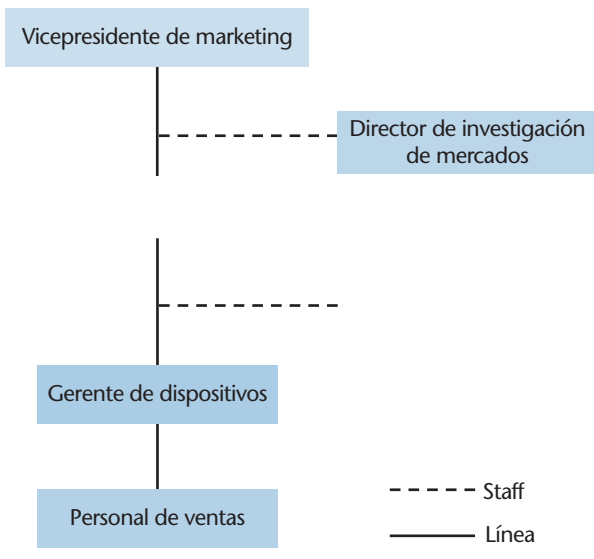 Vicepresidente de marketing
Director de investigación
de mercados
Gerente de dispositivos
Personal de ventas
Staff
Línea